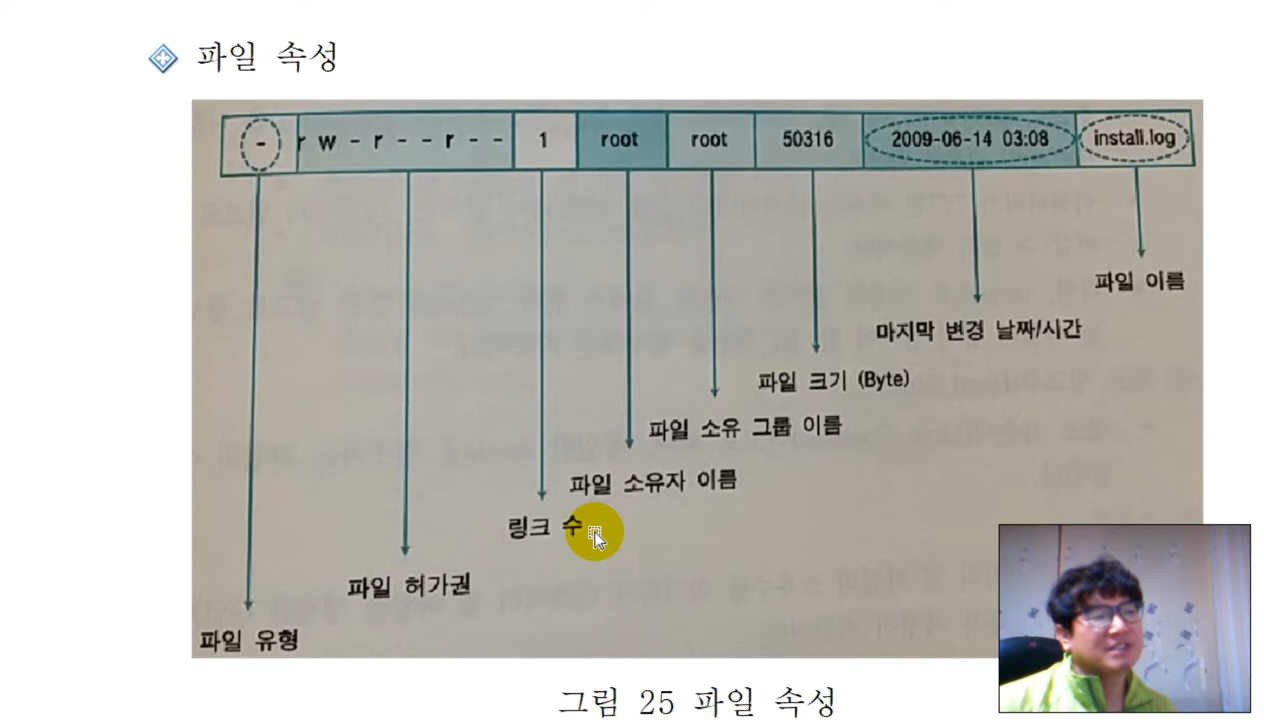 파일 속성
- r w - r - - r - - 1 root root 50316 2009-06-14 03:08 install.log
파일 이름
마지막 변경 날짜/시간
파일 크기 (Byte)
파일 소유 그룹 이름
파일 소유자 이름
링크 수
파일 허가권
파일 유형
그림 25 파일 속성